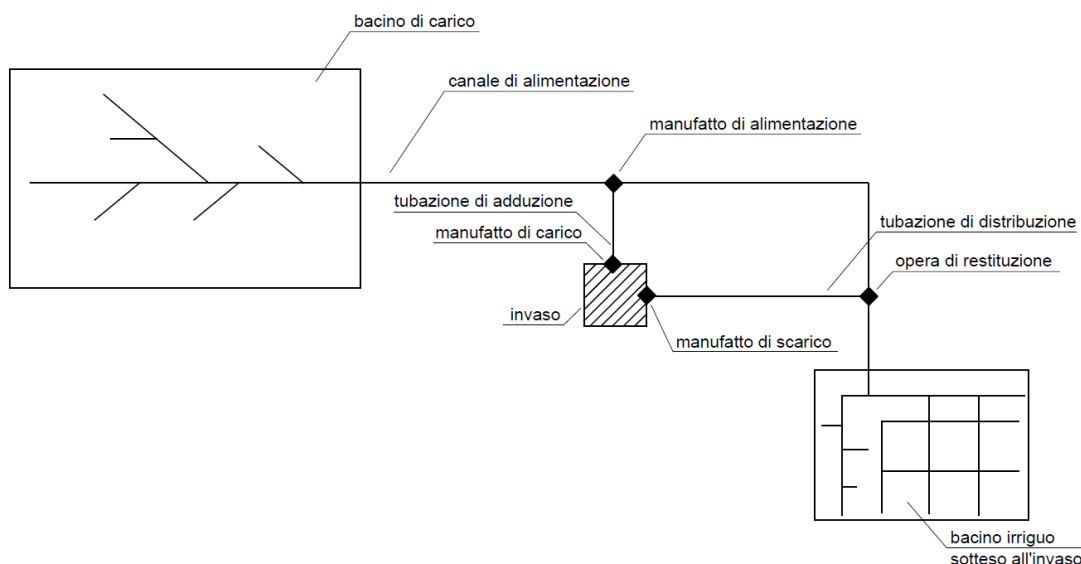 bacino di carico
canale di alimentazione
manufatto di alimentazione
tubazione di adduzione
tubazione di distribuzione
manufatto di carico
opera di restituzione
invaso
manufatto di scarico
bacino irriguo
sotteso all'invaso